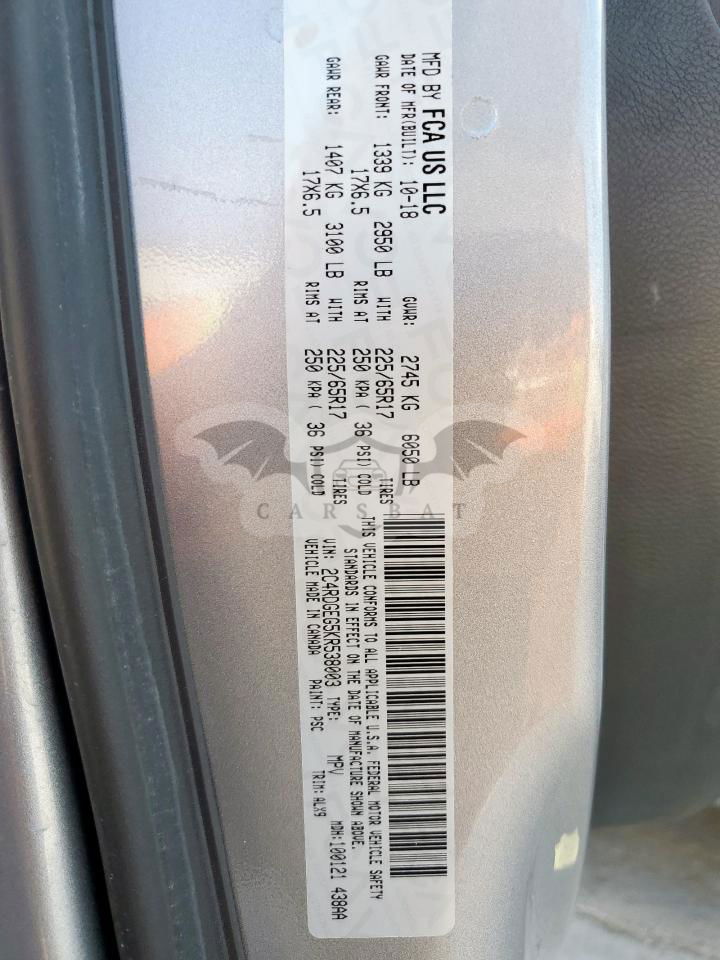 MFD BY FCA US LLC
DATE OF MFR(BUILT): 10-18 GVWR: 2745 KG 6050 LB
GAWR FRONT: 1339 KG 2950 LB WITH 225/65R17 TIRES
17X6.5 RIMS AT 250 KPA ( 36 PSI) COLD
GAWR REAR: 1407 KG 3100 LB WITH 225/65R17 TIRES
17X6.5 RIMS AT 250 KPA ( 36 PSI) COLD
THIS VEHICLE CONFORMS TO ALL APPLICABLE U.S.A. FEDERAL MOTOR VEHICLE SAFETY
STANDARDS IN EFFECT ON THE DATE OF MANUFACTURE SHOWN ABOVE.
VIN: 2C4RDGEG5KR538003 TYPE: MPV MDH:100121 438AA
VEHICLE MADE IN CANADA PAINT: PSC TRIM: ALX9
CARSBAT